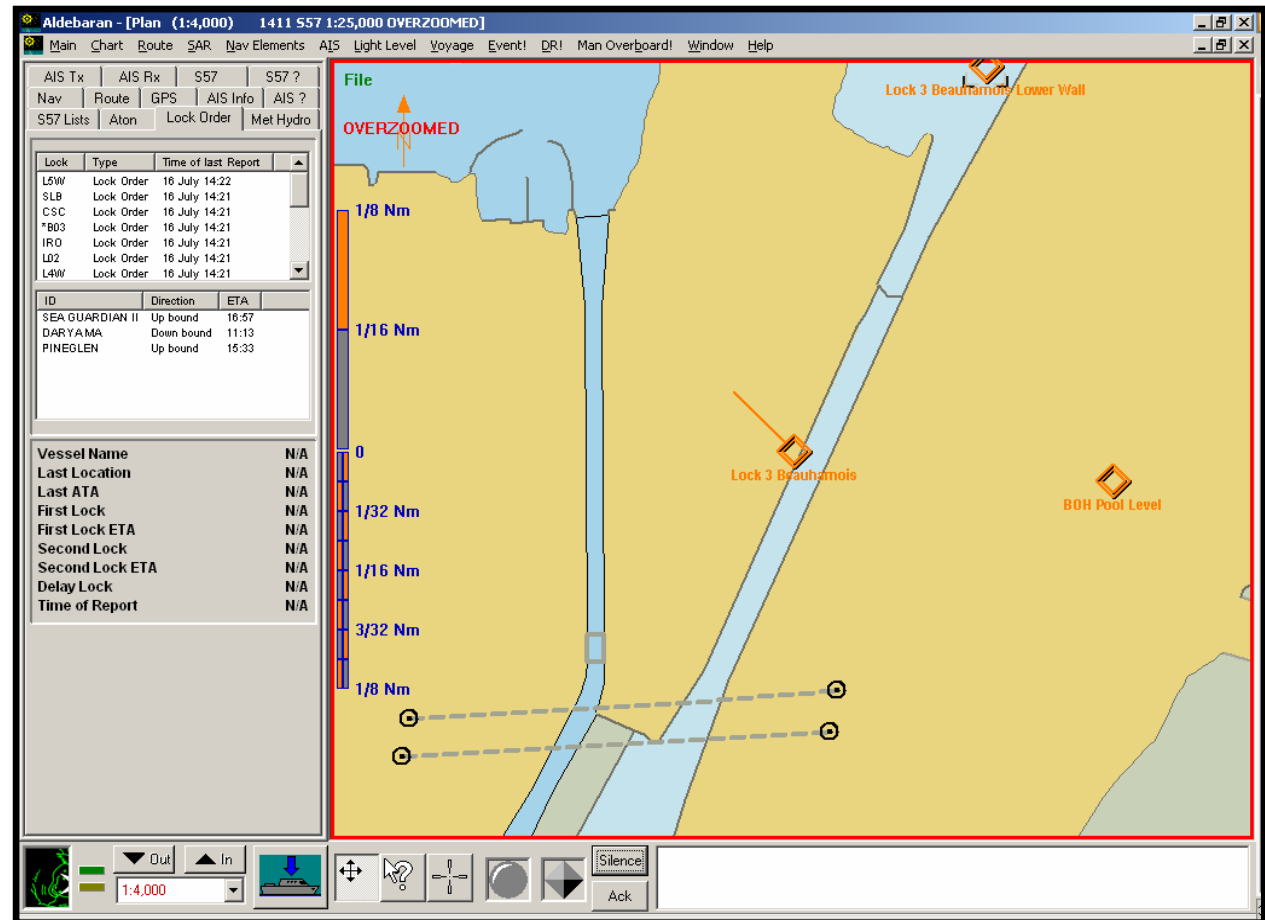 Aldebaran - [Plan (1:4,000) 1411 S57 1:25,000 OVERZOOMED]
Main Chart Route SAR Nav Elements AIS Light Level Voyage Event! DR! Man Overboard! Window Help
AIS Tx AIS Rx S57 S57 ?
Nav Route GPS AIS Info AIS ?
S57 Lists Aton Lock Order Met Hydro
Lock Type Time of last Report
L5W Lock Order 16 July 14:22
SLB Lock Order 16 July 14:21
CSC Lock Order 16 July 14:21
*B03 Lock Order 16 July 14:21
IRO Lock Order 16 July 14:21
L02 Lock Order 16 July 14:21
L4W Lock Order 16 July 14:21
ID Direction ETA
SEA GUARDIAN II Up bound 16:57
DARYAMA Down bound 11:13
PINEGLEN Up bound 15:33
Vessel Name N/A
Last Location N/A
Last ATA N/A
First Lock N/A
First Lock ETA N/A
Second Lock N/A
Second Lock ETA N/A
Delay Lock N/A
Time of Report N/A
File
OVERZOOMED
N
1/8 Nm
1/16 Nm
0
1/32 Nm
1/16 Nm
3/32 Nm
1/8 Nm
Lock 3 Beauharnois Lower Wall
Lock 3 Beauharnois
BOH Pool Level
Out In
1:4,000
Silence
Ack